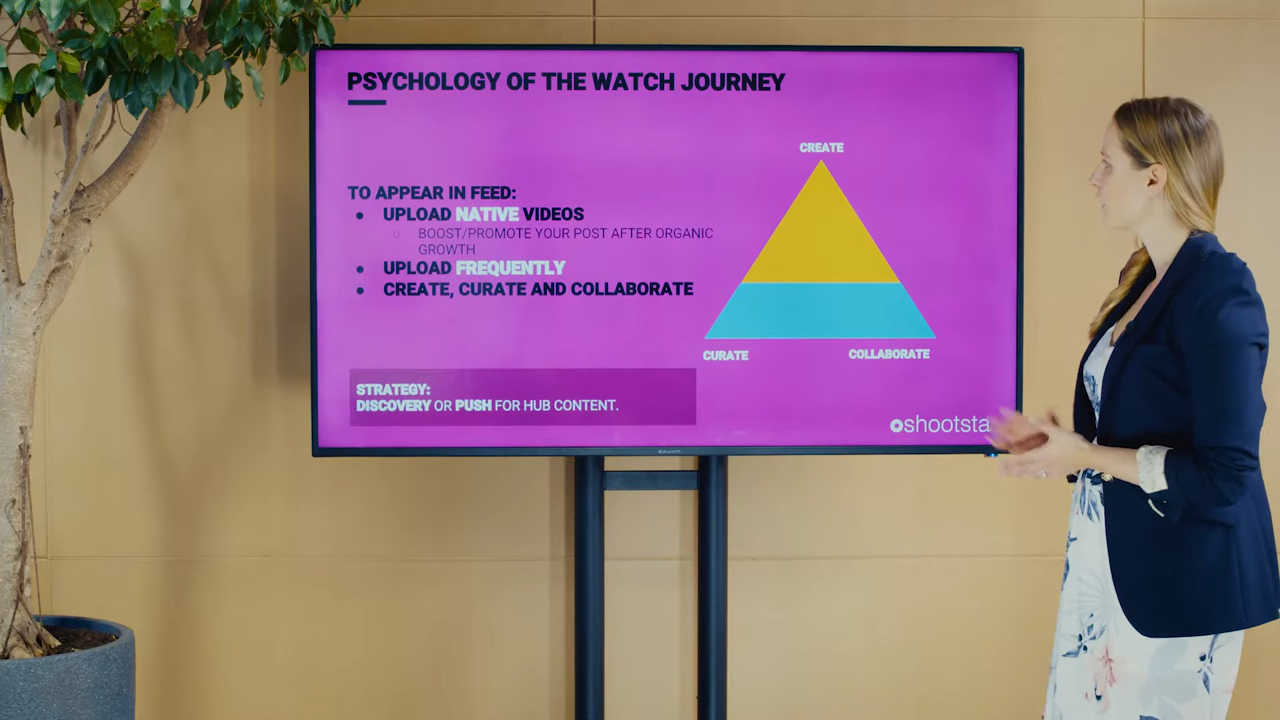 PSYCHOLOGY OF THE WATCH JOURNEY
TO APPEAR IN FEED:
● UPLOAD NATIVE VIDEOS
○ BOOST/PROMOTE YOUR POST AFTER ORGANIC
GROWTH
● UPLOAD FREQUENTLY
● CREATE, CURATE AND COLLABORATE
CREATE
CURATE
COLLABORATE
STRATEGY:
DISCOVERY OR PUSH FOR HUB CONTENT.
shootsta